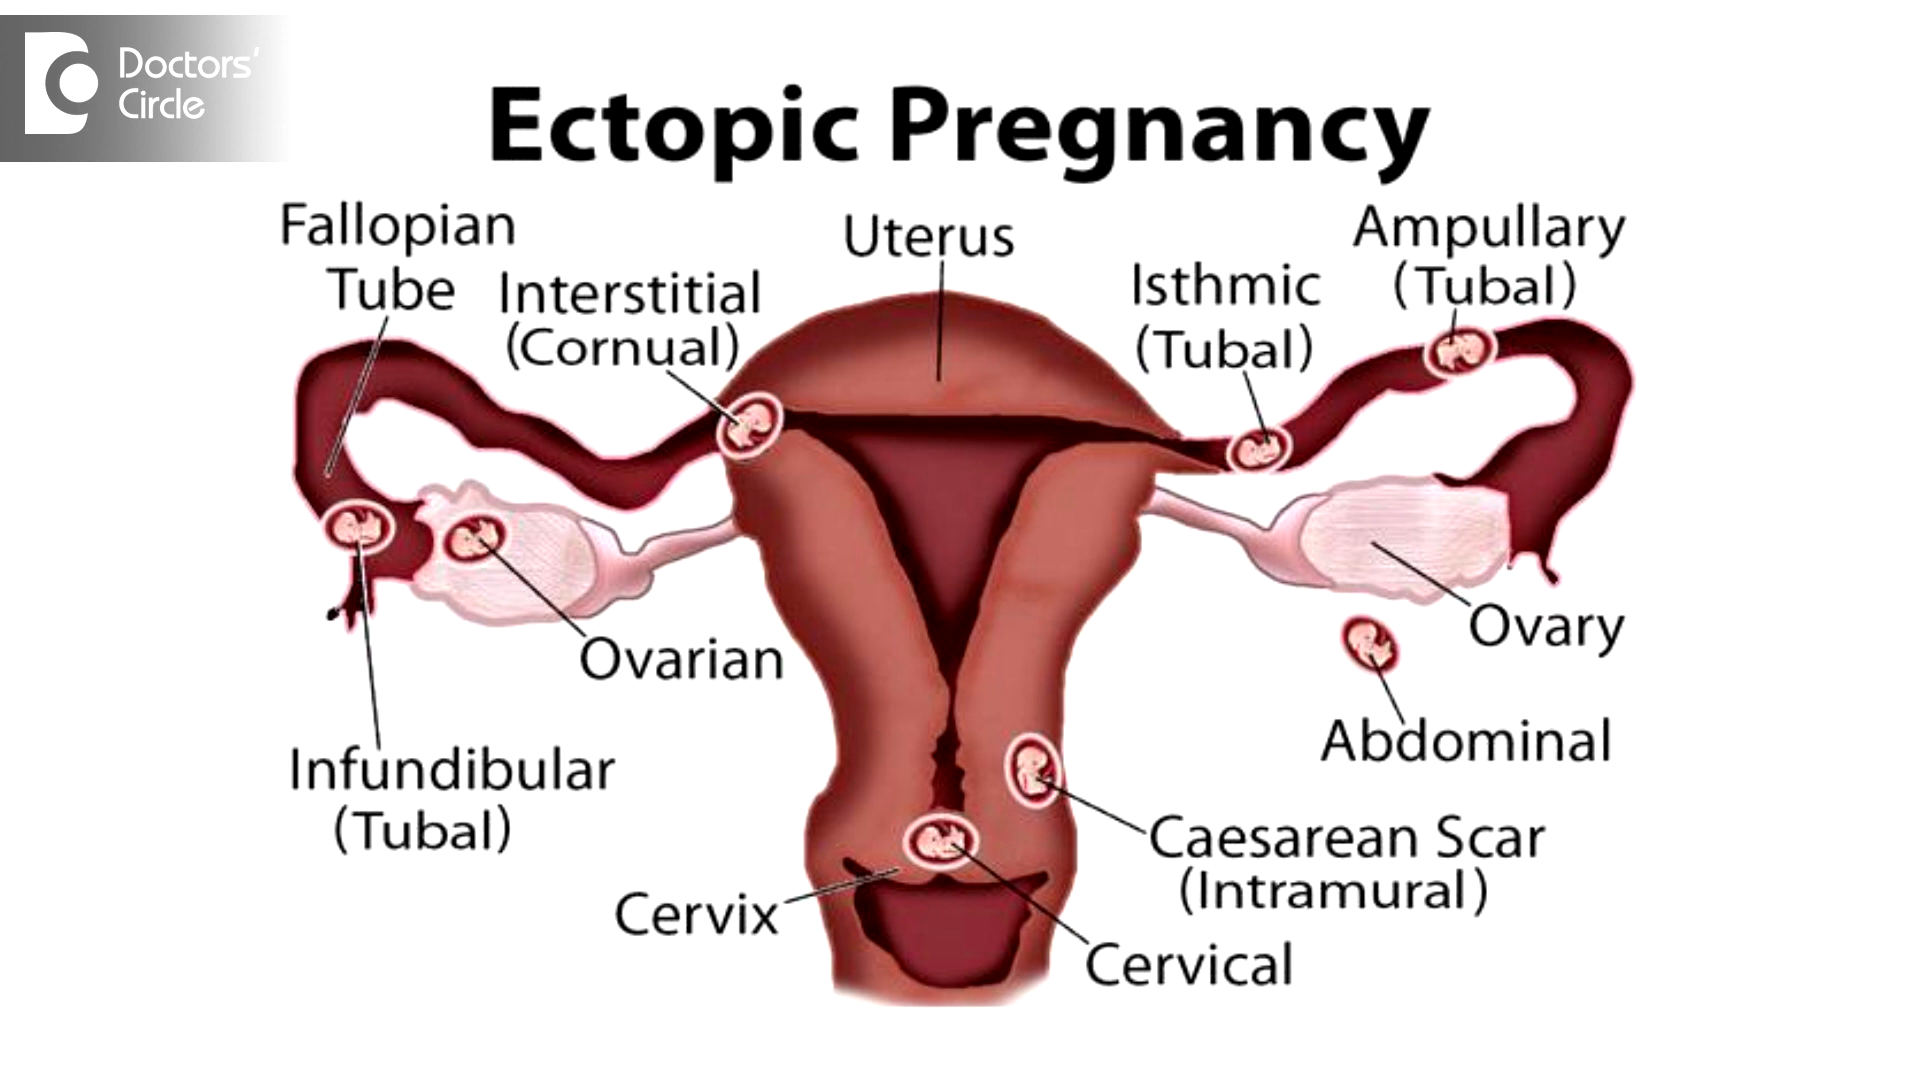 Doctors'
Circle
Ectopic Pregnancy
Fallopian
Tube
Interstitial
(Cornual)
Uterus
Isthmic
(Tubal)
Ampullary
(Tubal)
Ovarian
Ovary
Infundibular
(Tubal)
Abdominal
Caesarean Scar
(Intramural)
Cervix
Cervical